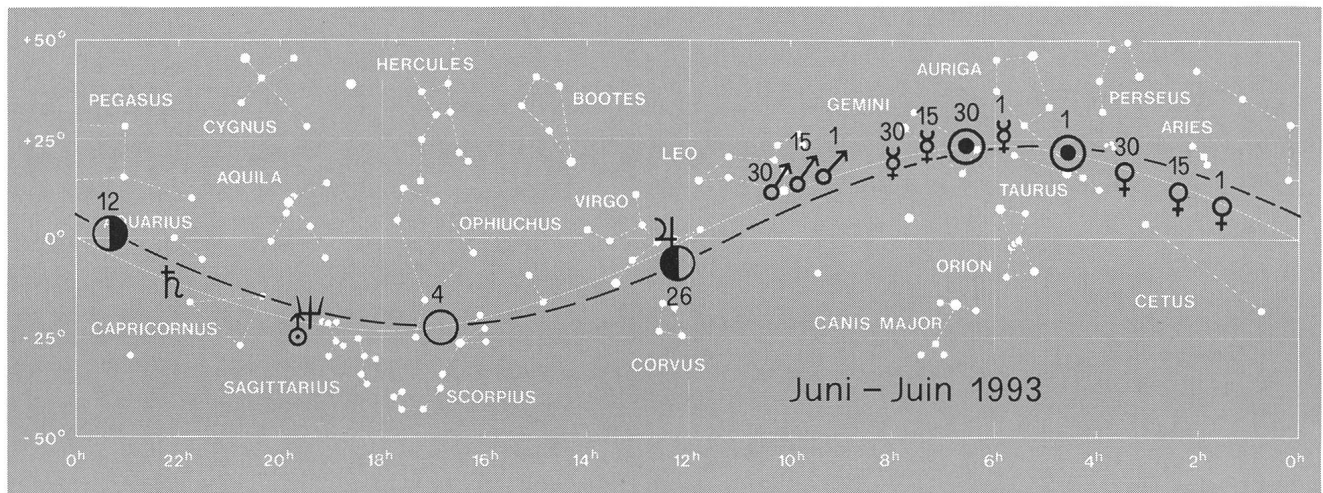 +50°
HERCULES
AURIGA
PEGASUS
BOOTES
GEMINI
PERSEUS
CYGNUS
+25°
15
30
1
1
ARIES
LEO
30
15
1
30
30
15
1
AQUILA
TAURUS
12
VIRGO
AQUARIUS
OPHIUCHUS
0°
ORION
4
26
CETUS
CAPRICORNUS
CANIS MAJOR
-25°
CORVUS
SAGITTARIUS
SCORPIUS
Juni – Juin 1993
-50°
0h 22h 20h 18h 16h 14h 12h 10h 8h 6h 4h 2h 0h